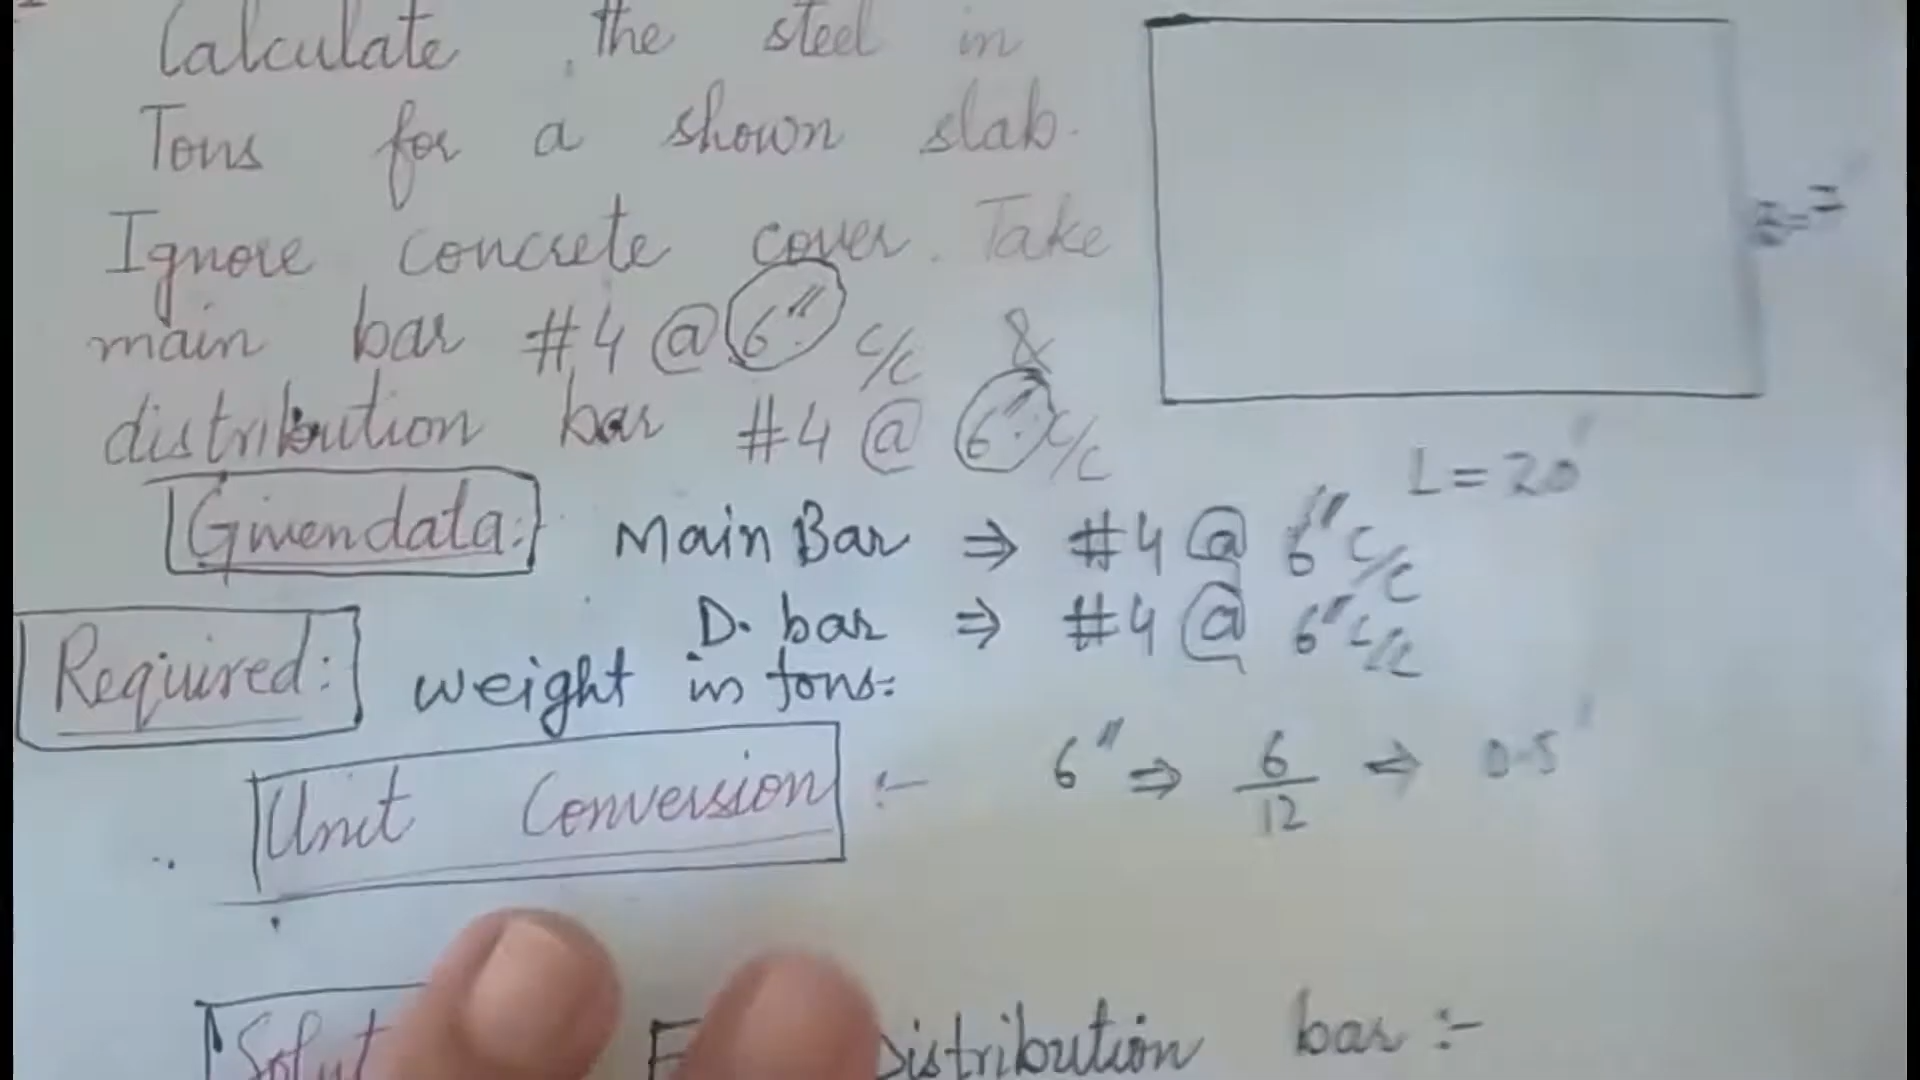 Calculate the steel in
Tons for a shown slab.
Ignore concrete cover. Take
main bar #4 @ 6" c/c &
distribution bar #4 @ 6" c/c
L = 20'
Given data: Main Bar ⇒ #4 @ 6" c/c
D. bar ⇒ #4 @ 6" c/c
Required: weight in tons:
Unit Conversion :- 6" ⇒ 6/12 ⇒ 0.5'
Distribution bar :-